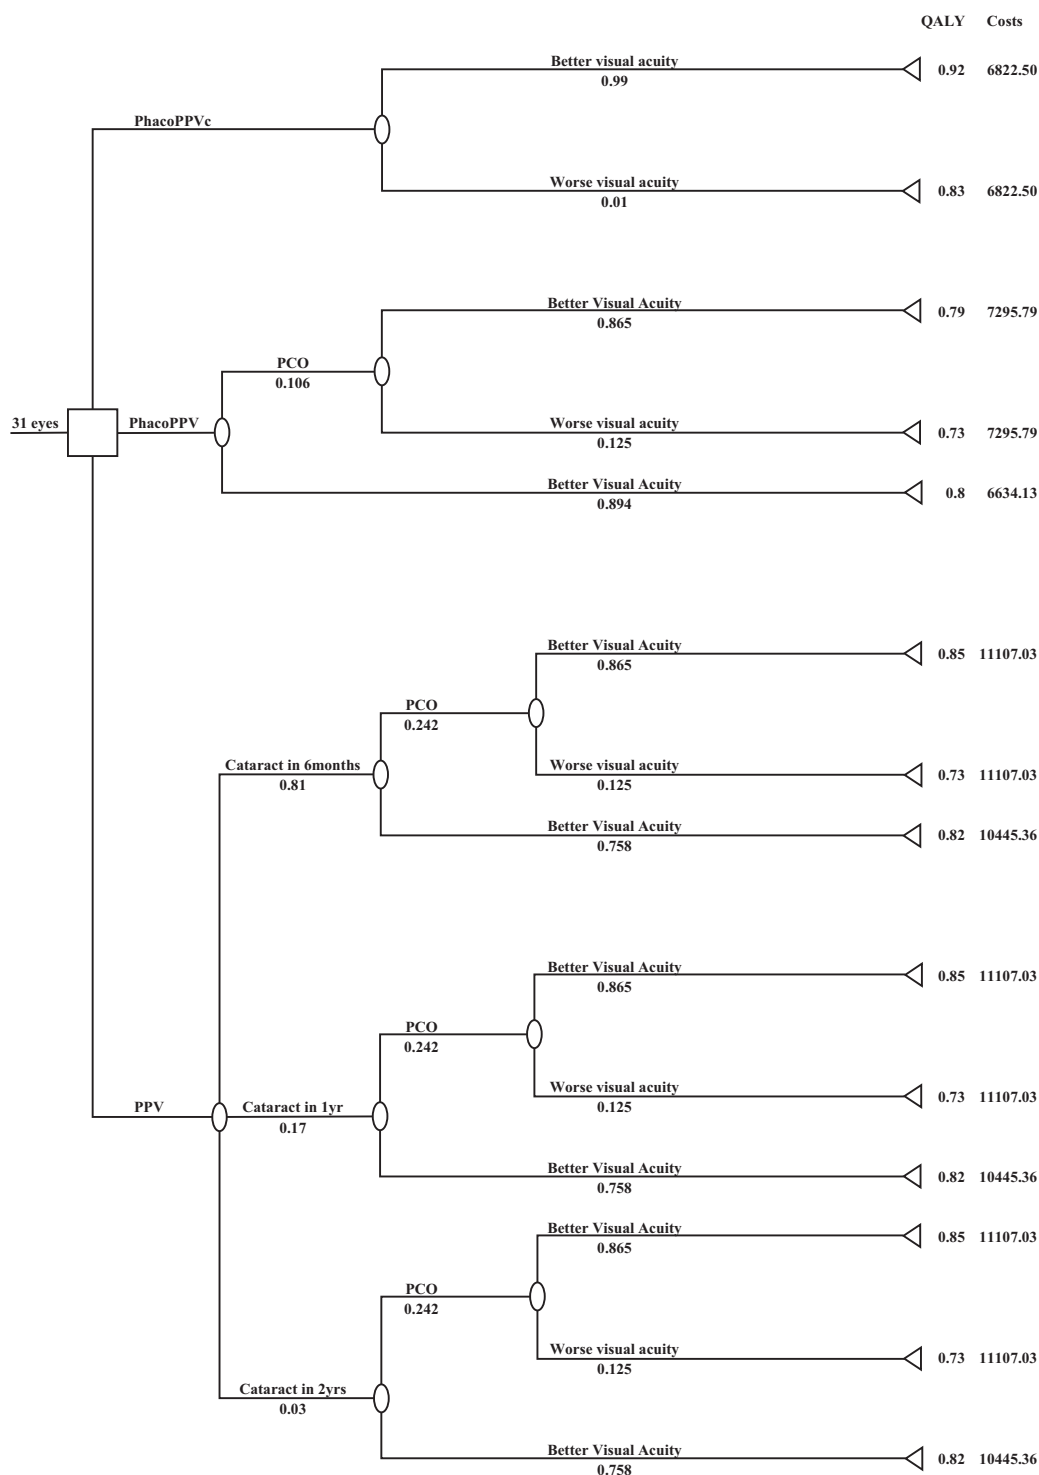 QALY Costs
Better visual acuity
0.99
0.92 6822.50
PhacoPPVc
Worse visual acuity
0.01
0.83 6822.50
Better Visual Acuity
0.865
0.79 7295.79
PCO
0.106
31 eyes
PhacoPPV
Worse visual acuity
0.125
0.73 7295.79
Better Visual Acuity
0.894
0.8 6634.13
Better Visual Acuity
0.865
0.85 11107.03
PCO
0.242
Cataract in 6months
0.81
Worse visual acuity
0.125
0.73 11107.03
Better Visual Acuity
0.758
0.82 10445.36
Better Visual Acuity
0.865
0.85 11107.03
PCO
0.242
PPV
Cataract in 1yr
0.17
Worse visual acuity
0.125
0.73 11107.03
Better Visual Acuity
0.758
0.82 10445.36
Better Visual Acuity
0.865
0.85 11107.03
PCO
0.242
Worse visual acuity
0.125
0.73 11107.03
Cataract in 2yrs
0.03
Better Visual Acuity
0.758
0.82 10445.36